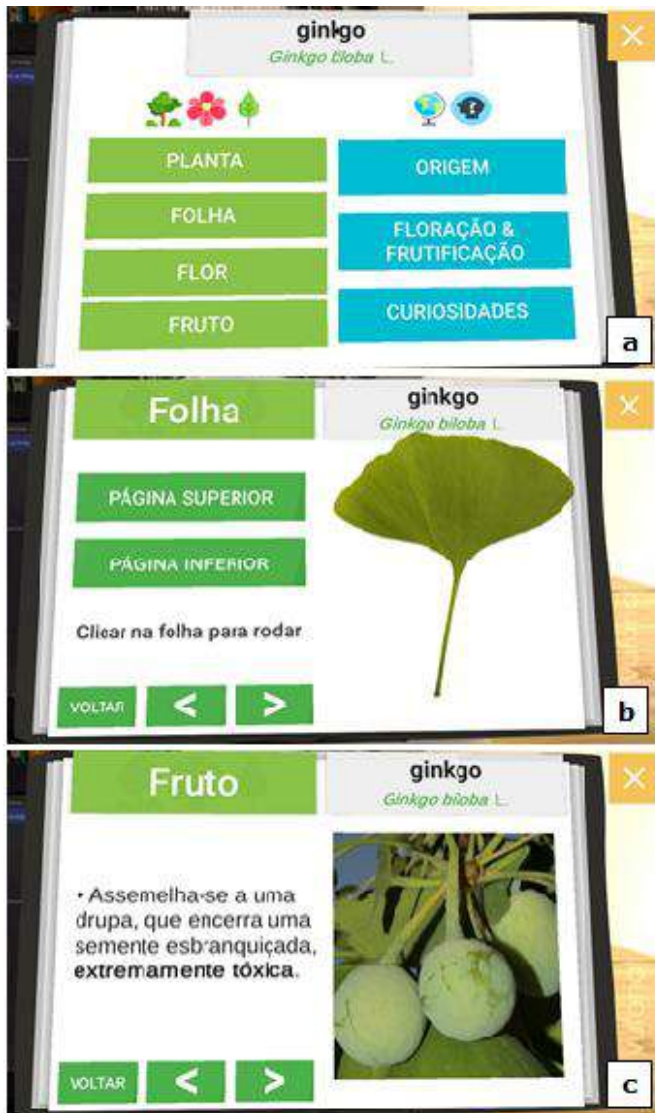 ginkgo
Ginkgo biloba L.
PLANTA
FOLHA
FLOR
FRUTO
ORIGEM
FLORAÇÃO &
FRUTIFICAÇÃO
CURIOSIDADES
a
Folha
ginkgo
Ginkgo biloba L.
PÁGINA SUPERIOR
PÁGINA INFERIOR
Clicar na folha para rodar
VOLTAR < >
b
Fruto
ginkgo
Ginkgo biloba L.
• Assemelha-se a uma
drupa, que encerra uma
semente esbranquiçada,
extremamente tóxica.
VOLTAR < >
c